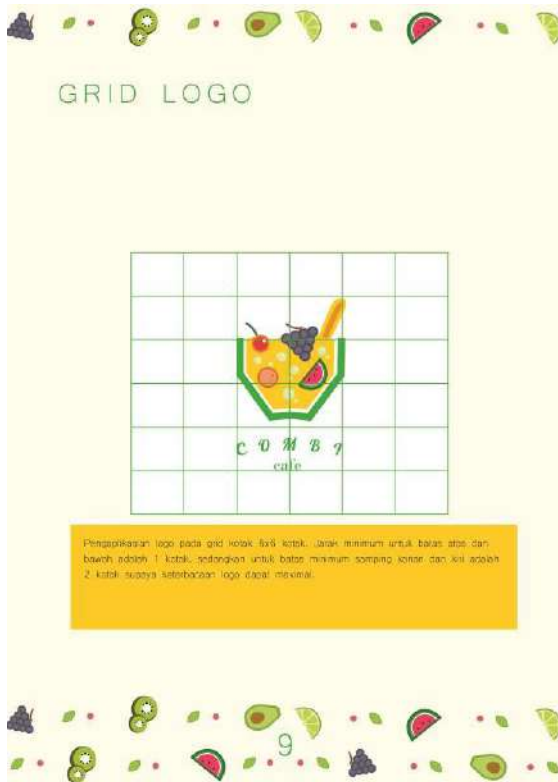 GRID LOGO
COMBI
cafe
Pengaplikasian logo pada grid kotak 6x6 kotak. Jarak minimum untuk batas atas dan
bawah adalah 1 kotak, sedangkan untuk batas minimum samping kanan dan kiri adalah
2 kotak supaya keterbacaan logo dapat maximal.
9